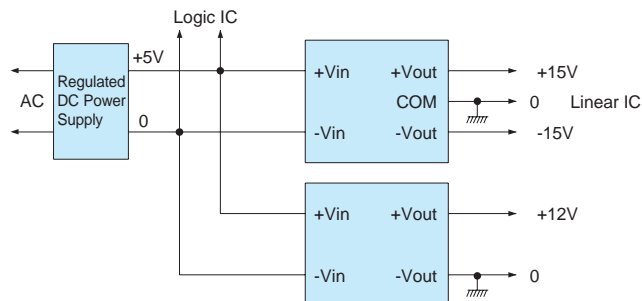 Logic IC
+5V
Regulated
DC Power
Supply
AC
0
+Vin +Vout +15V
COM 0 Linear IC
-Vin -Vout -15V
+Vin +Vout +12V
-Vin -Vout 0